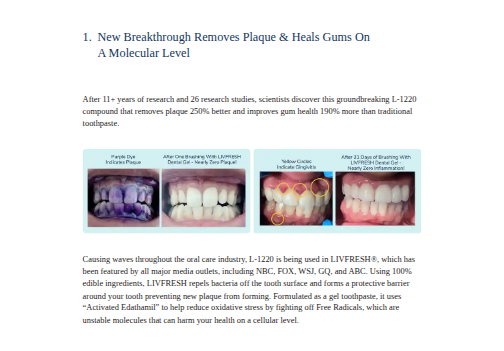 1. New Breakthrough Removes Plaque & Heals Gums On
A Molecular Level
After 11+ years of research and 26 research studies, scientists discover this groundbreaking L-1220
compound that removes plaque 250% better and improves gum health 190% more than traditional
toothpaste.
Purple Dye
Indicates Plaque
After One Brushing With LIVFRESH
Dental Gel - Nearly Zero Plaque!
Yellow Circles
Indicate Gingivitis
After 21 Days of Brushing With
LIVFRESH Dental Gel -
Nearly Zero Inflammation!
Causing waves throughout the oral care industry, L-1220 is being used in LIVFRESH®, which has
been featured by all major media outlets, including NBC, FOX, WSJ, GQ, and ABC. Using 100%
edible ingredients, LIVFRESH repels bacteria off the tooth surface and forms a protective barrier
around your tooth preventing new plaque from forming. Formulated as a gel toothpaste, it uses
“Activated Edathamil” to help reduce oxidative stress by fighting off Free Radicals, which are
unstable molecules that can harm your health on a cellular level.